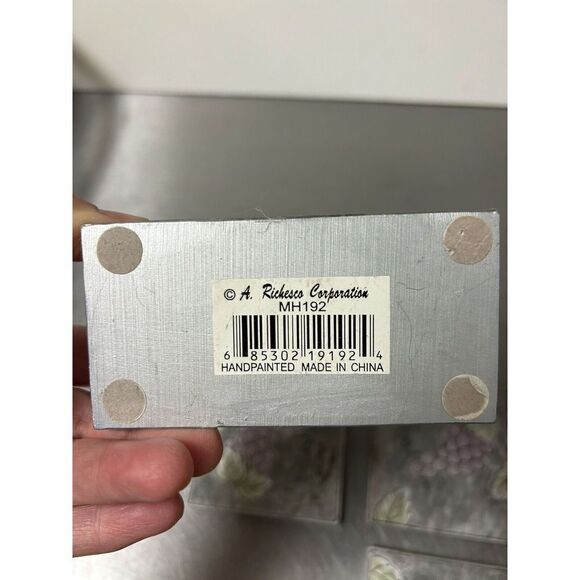 © A. Richesco Corporation
MH192
6 85302 19192 4
HANDPAINTED MADE IN CHINA